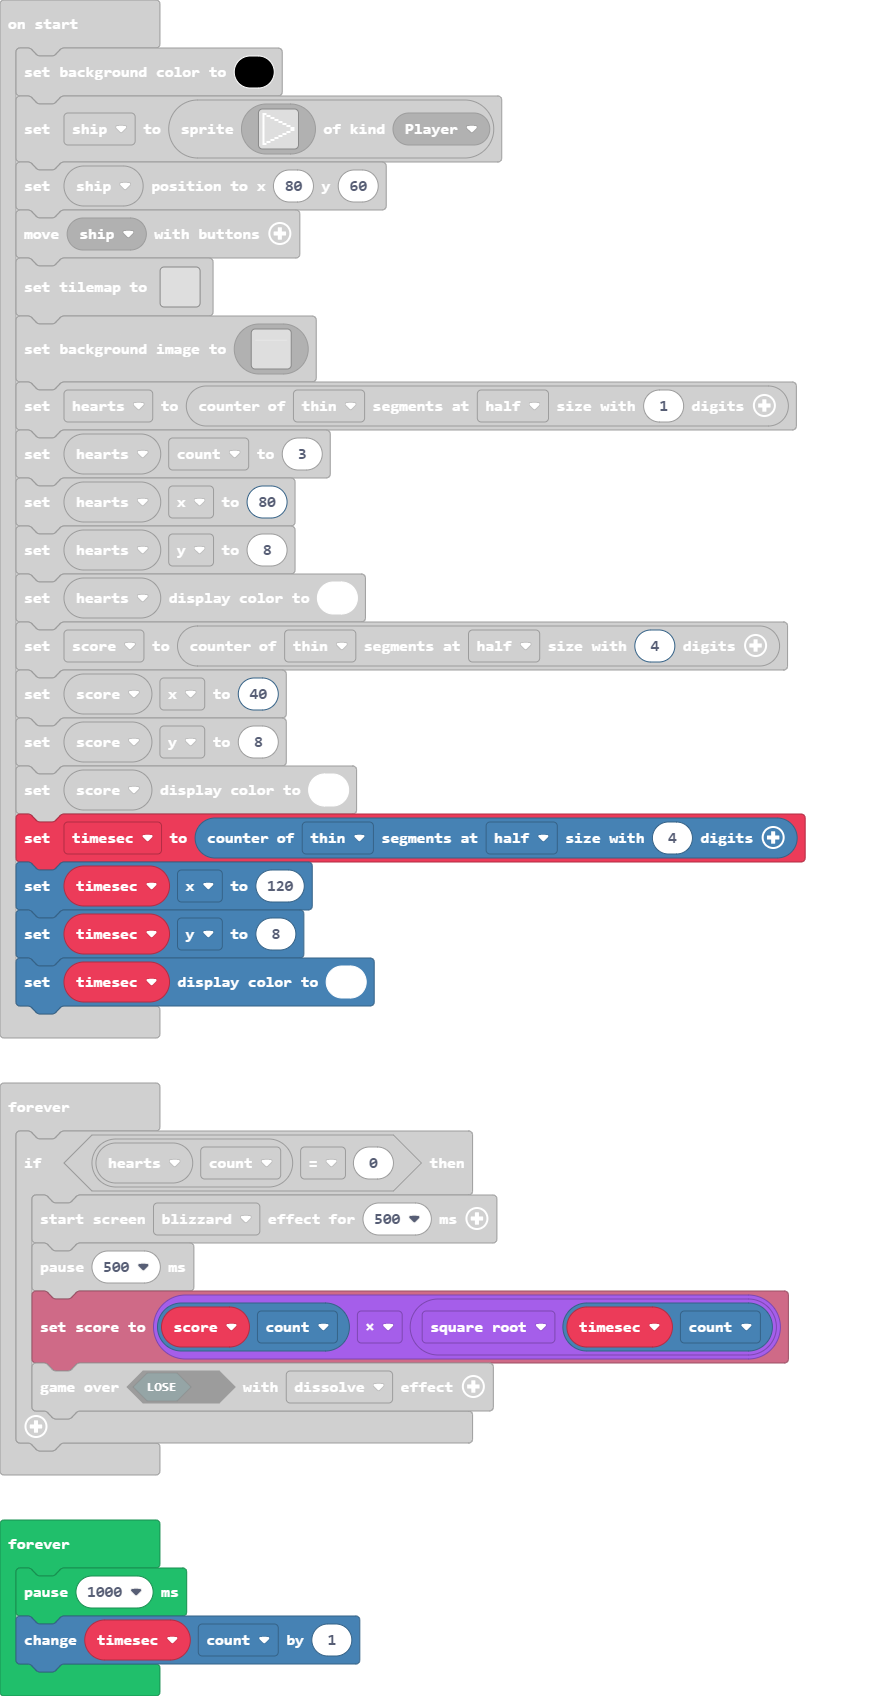 on start
set background color to
set ship to sprite of kind Player
set ship position to x 80 y 60
move ship with buttons
set tilemap to
set background image to
set hearts to counter of thin segments at half size with 1 digits
set hearts count to 3
set hearts x to 80
set hearts y to 8
set hearts display color to
set score to counter of thin segments at half size with 4 digits
set score x to 40
set score y to 8
set score display color to
set timesec to counter of thin segments at half size with 4 digits
set timesec x to 120
set timesec y to 8
set timesec display color to
forever
if hearts count = 0 then
start screen blizzard effect for 500 ms
pause 500 ms
set score to score count × square root timesec count
game over LOSE with dissolve effect
forever
pause 1000 ms
change timesec count by 1